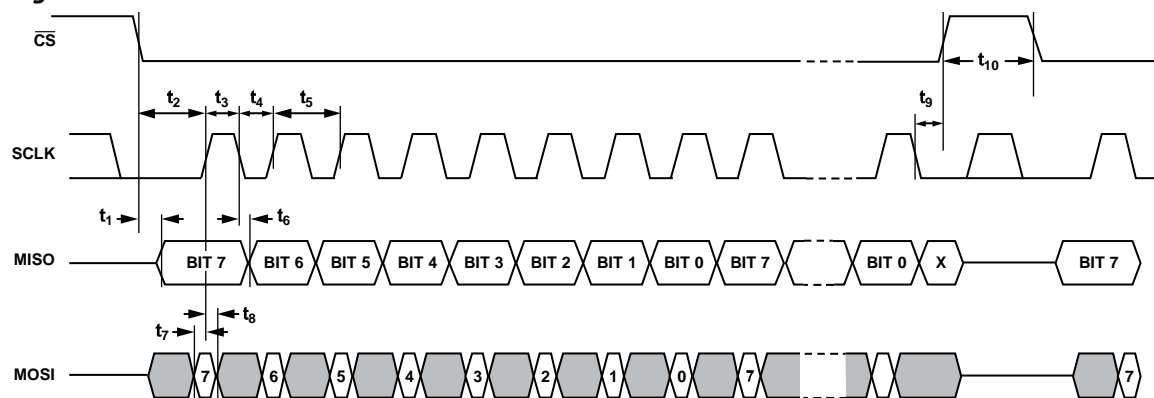 CS
t10
t2 t3 t4 t5
t9
SCLK
t1
t6
MISO BIT 7 BIT 6 BIT 5 BIT 4 BIT 3 BIT 2 BIT 1 BIT 0 BIT 7 BIT 0 X BIT 7
t7 t8
MOSI 7 6 5 4 3 2 1 0 7 7